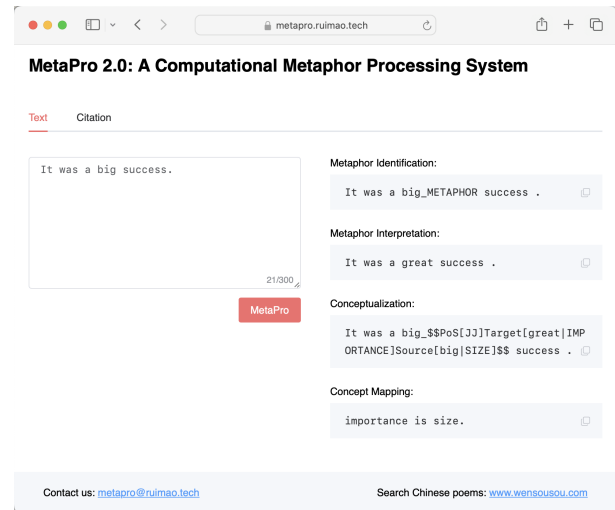 metapro.ruimao.tech
MetaPro 2.0: A Computational Metaphor Processing System
Text Citation
It was a big success.
21/300
MetaPro
Metaphor Identification:
It was a big_METAPHOR success .
Metaphor Interpretation:
It was a great success .
Conceptualization:
It was a big_$$PoS[JJ]Target[great|IMP
ORTANCE]Source[big|SIZE]$$ success .
Concept Mapping:
importance is size.
Contact us: metapro@ruimao.tech
Search Chinese poems: www.wensousou.com